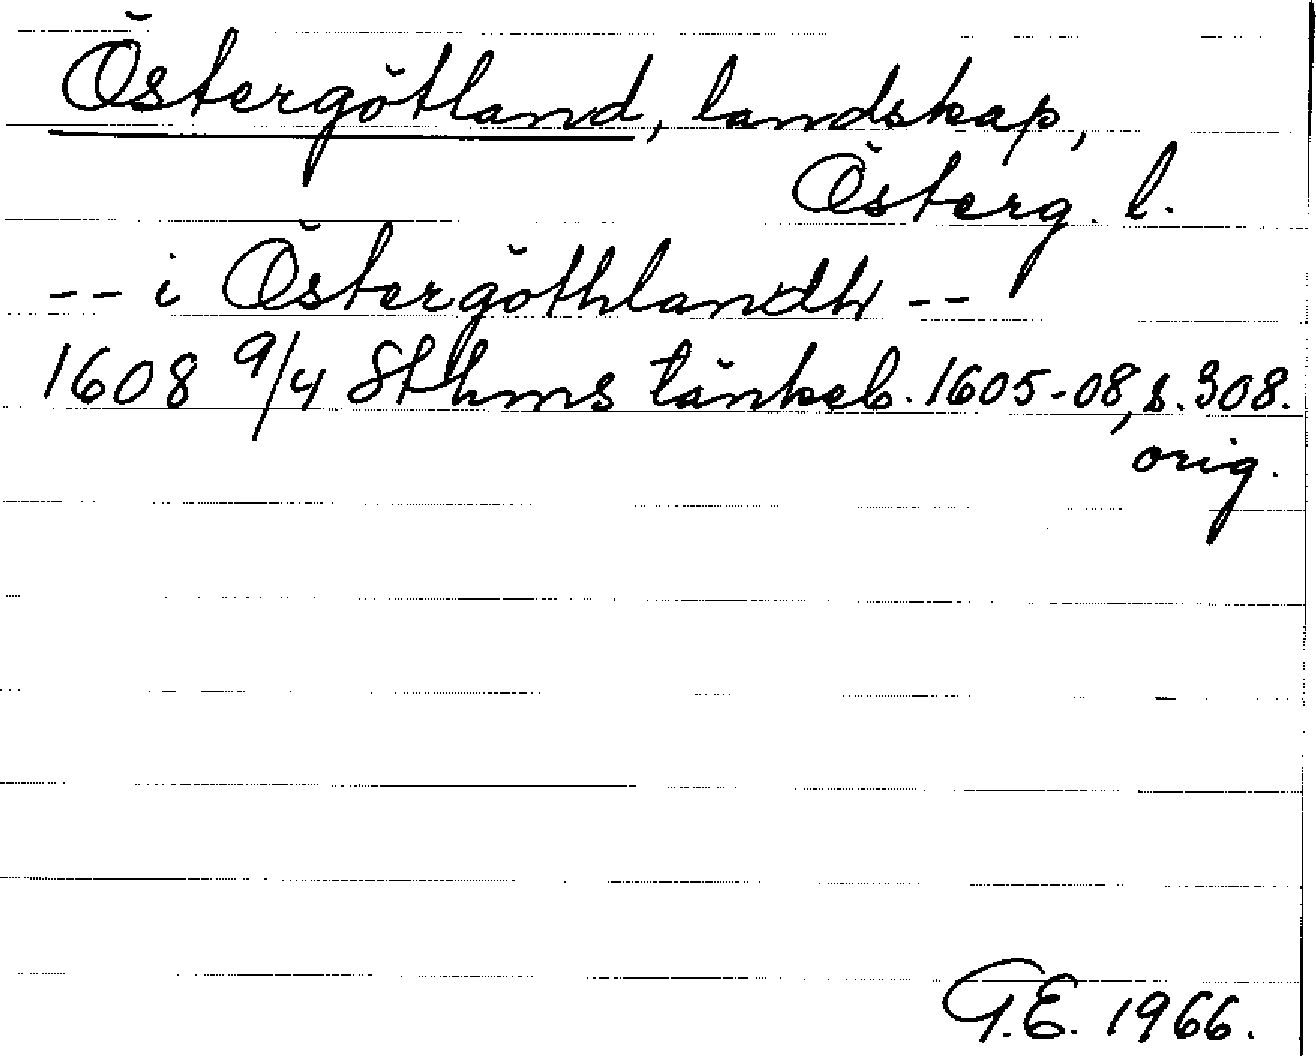 Östergötland, landskap,
Österg. l.
-- i Östergöthlandh --
1608 9/4 Sthms tänkeb. 1605-08, s. 308.
orig.
G.E. 1966.